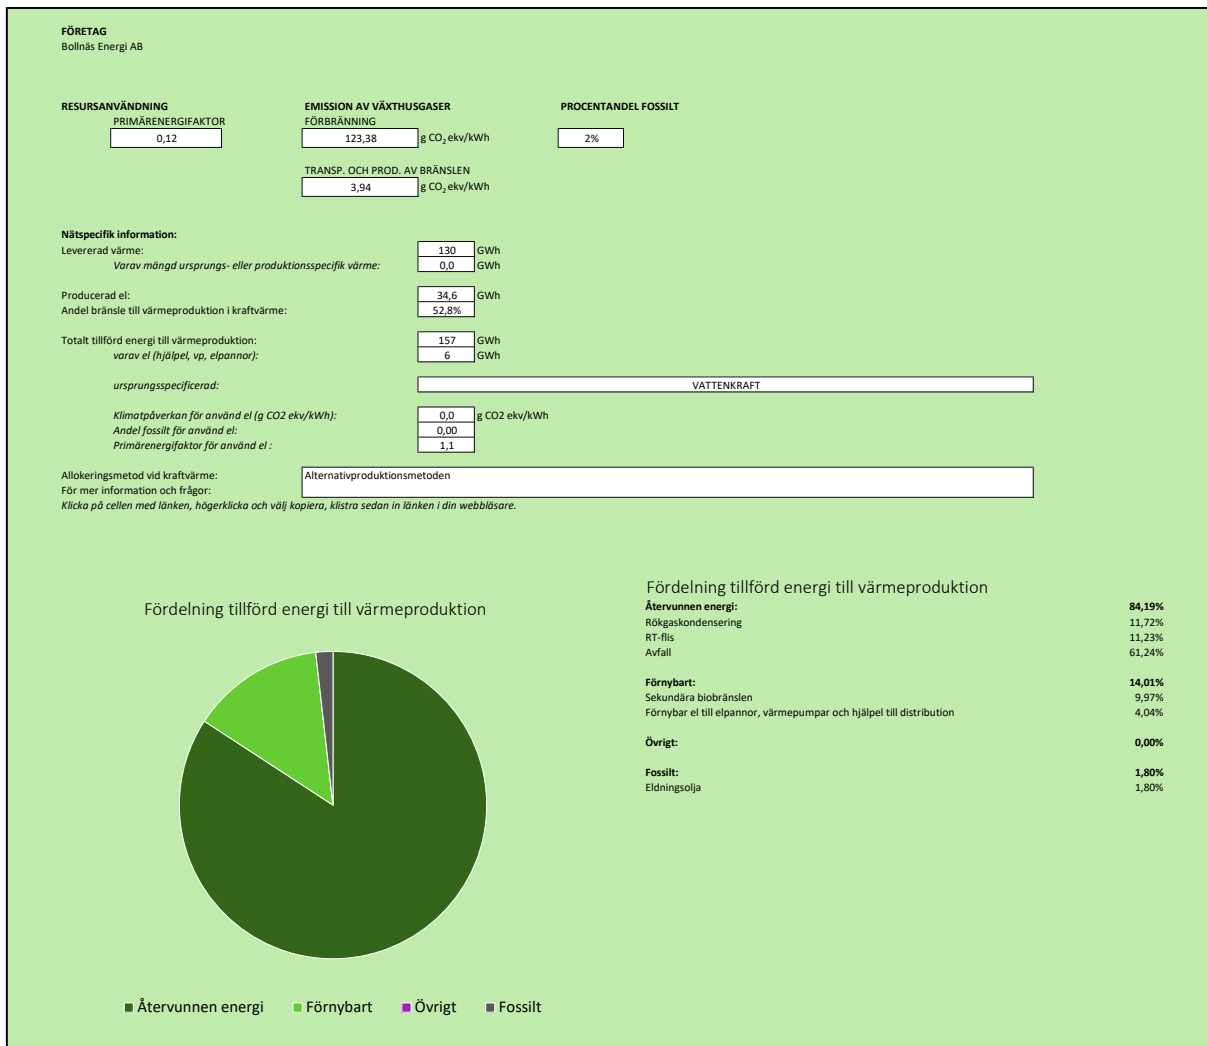 FÖRETAG
Bollnäs Energi AB
RESURSANVÄNDNING EMISSION AV VÄXTHUSGASER PROCENTANDEL FOSSILT
PRIMÄRENERGIFAKTOR FÖRBRÄNNING
0,12 123,38 g CO₂ ekv/kWh 2%
TRANSP. OCH PROD. AV BRÄNSLEN
3,94 g CO₂ ekv/kWh
Nätspecifik information:
Levererad värme: 130 GWh
Varav mängd ursprungs- eller produktionsspecifik värme: 0,0 GWh
Producerad el: 34,6 GWh
Andel bränsle till värmeproduktion i kraftvärme: 52,8%
Totalt tillförd energi till värmeproduktion: 157 GWh
varav el (hjälpel, vp, elpannor): 6 GWh
ursprungsspecificerad: VATTENKRAFT
Klimatpåverkan för använd el (g CO2 ekv/kWh): 0,0 g CO2 ekv/kWh
Andel fossilt för använd el: 0,00
Primärenergifaktor för använd el : 1,1
Allokeringsmetod vid kraftvärme: Alternativproduktionsmetoden
För mer information och frågor:
Klicka på cellen med länken, högerklicka och välj kopiera, klistra sedan in länken i din webbläsare.
Fördelning tillförd energi till värmeproduktion
Fördelning tillförd energi till värmeproduktion
Återvunnen energi: 84,19%
Rökgaskondensering 11,72%
RT-flis 11,23%
Avfall 61,24%
Förnybart: 14,01%
Sekundära biobränslen 9,97%
Förnybar el till elpannor, värmepumpar och hjälpel till distribution 4,04%
Övrigt: 0,00%
Fossilt: 1,80%
Eldningsolja 1,80%
Återvunnen energi Förnybart Övrigt Fossilt